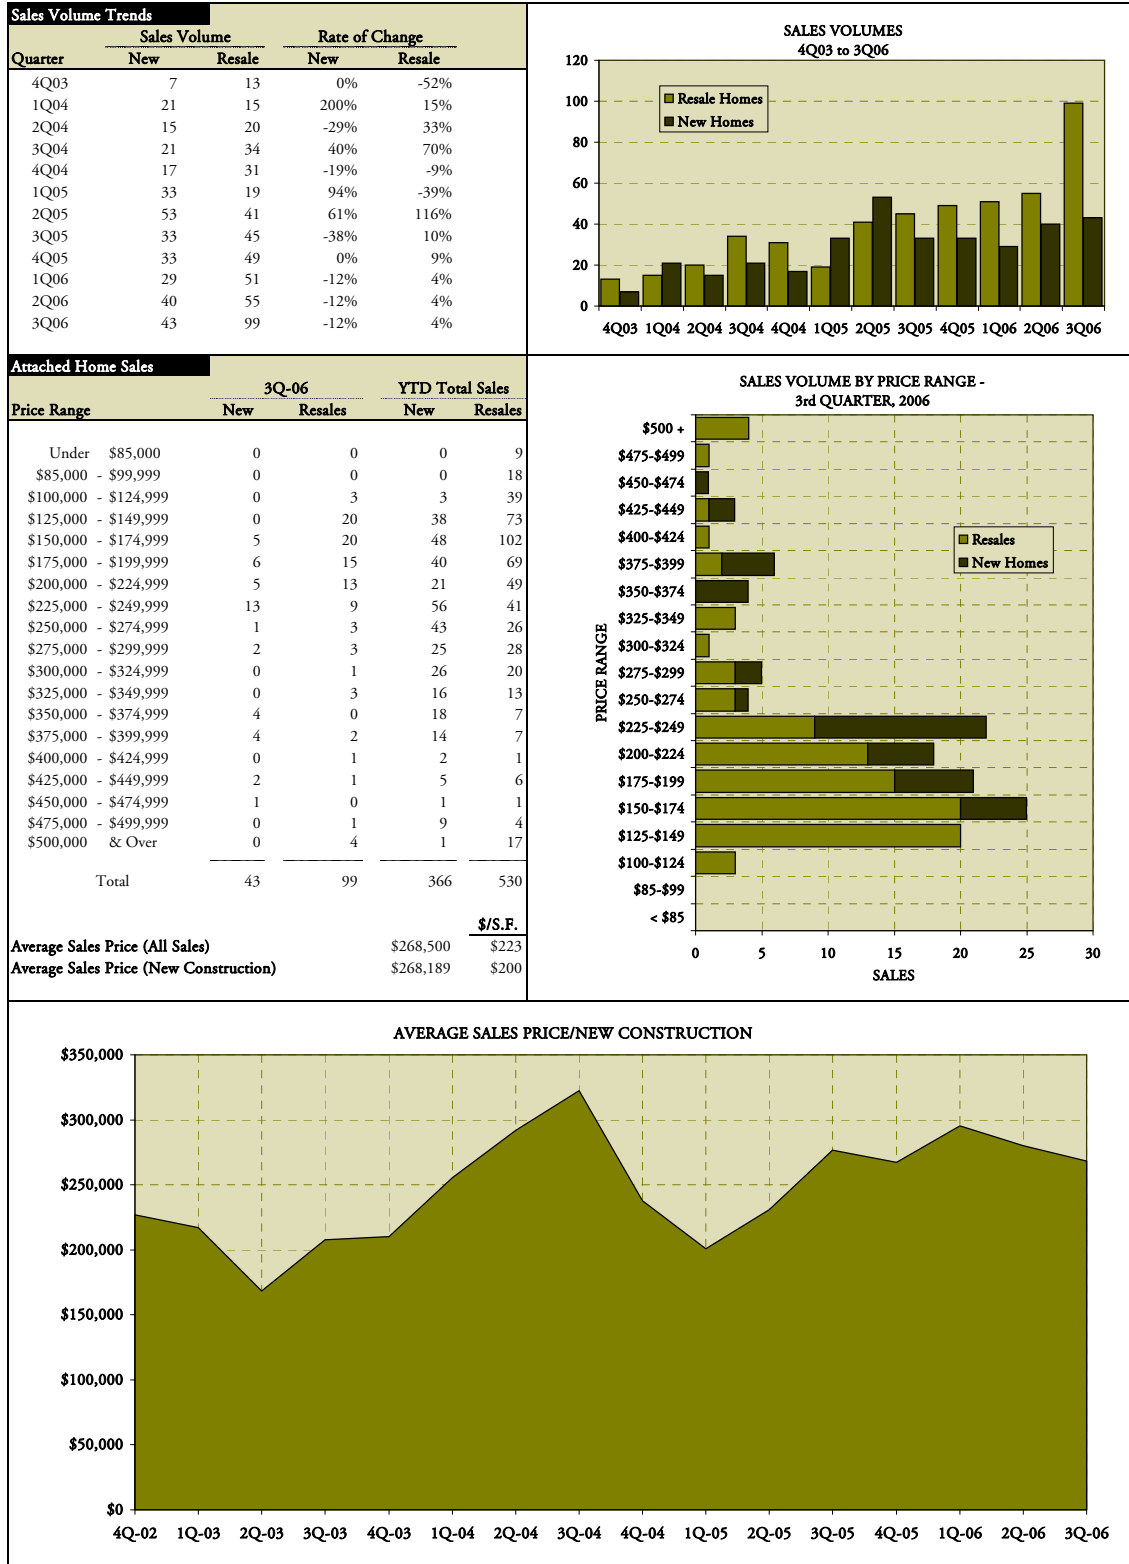 Sales Volume Trends
Sales Volume Rate of Change
Quarter New Resale New Resale
4Q03 7 13 0% -52%
1Q04 21 15 200% 15%
2Q04 15 20 -29% 33%
3Q04 21 34 40% 70%
4Q04 17 31 -19% -9%
1Q05 33 19 94% -39%
2Q05 53 41 61% 116%
3Q05 33 45 -38% 10%
4Q05 33 49 0% 9%
1Q06 29 51 -12% 4%
2Q06 40 55 -12% 4%
3Q06 43 99 -12% 4%
SALES VOLUMES
4Q03 to 3Q06
120
100
80
60
40
20
0
Resale Homes
New Homes
4Q03 1Q04 2Q04 3Q04 4Q04 1Q05 2Q05 3Q05 4Q05 1Q06 2Q06 3Q06
Attached Home Sales
3Q-06 YTD Total Sales
Price Range New Resales New Resales
Under $85,000 0 0 0 9
$85,000 - $99,999 0 0 0 18
$100,000 - $124,999 0 3 3 39
$125,000 - $149,999 0 20 38 73
$150,000 - $174,999 5 20 48 102
$175,000 - $199,999 6 15 40 69
$200,000 - $224,999 5 13 21 49
$225,000 - $249,999 13 9 56 41
$250,000 - $274,999 1 3 43 26
$275,000 - $299,999 2 3 25 28
$300,000 - $324,999 0 1 26 20
$325,000 - $349,999 0 3 16 13
$350,000 - $374,999 4 0 18 7
$375,000 - $399,999 4 2 14 7
$400,000 - $424,999 0 1 2 1
$425,000 - $449,999 2 1 5 6
$450,000 - $474,999 1 0 1 1
$475,000 - $499,999 0 1 9 4
$500,000 & Over 0 4 1 17
Total 43 99 366 530
$/S.F.
Average Sales Price (All Sales) $268,500 $223
Average Sales Price (New Construction) $268,189 $200
SALES VOLUME BY PRICE RANGE -
3rd QUARTER, 2006
PRICE RANGE
$500 +
$475-$499
$450-$474
$425-$449
$400-$424
$375-$399
$350-$374
$325-$349
$300-$324
$275-$299
$250-$274
$225-$249
$200-$224
$175-$199
$150-$174
$125-$149
$100-$124
$85-$99
< $85
Resales
New Homes
0 5 10 15 20 25 30
SALES
AVERAGE SALES PRICE/NEW CONSTRUCTION
$350,000
$300,000
$250,000
$200,000
$150,000
$100,000
$50,000
$0
4Q-02 1Q-03 2Q-03 3Q-03 4Q-03 1Q-04 2Q-04 3Q-04 4Q-04 1Q-05 2Q-05 3Q-05 4Q-05 1Q-06 2Q-06 3Q-06